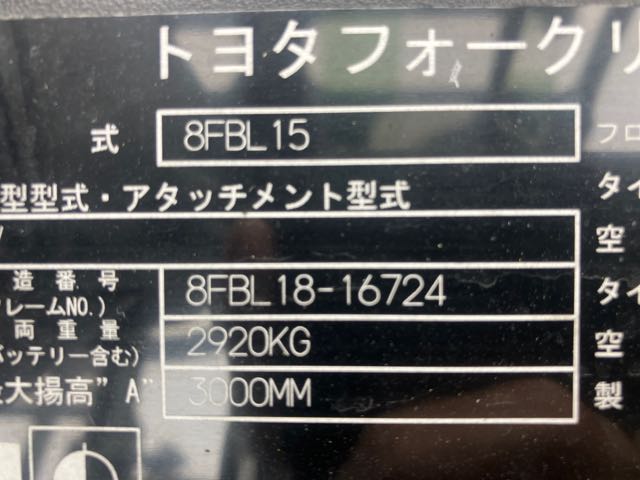 トヨタフォークリ
式 8FBL15 フロ
型型式・アタッチメント型式 タイ
空
造番号 8FBL18-16724 タイ
レームNO.)
両重量 2920KG 空
バッテリー含む)
大揚高"A" 3000MM 製